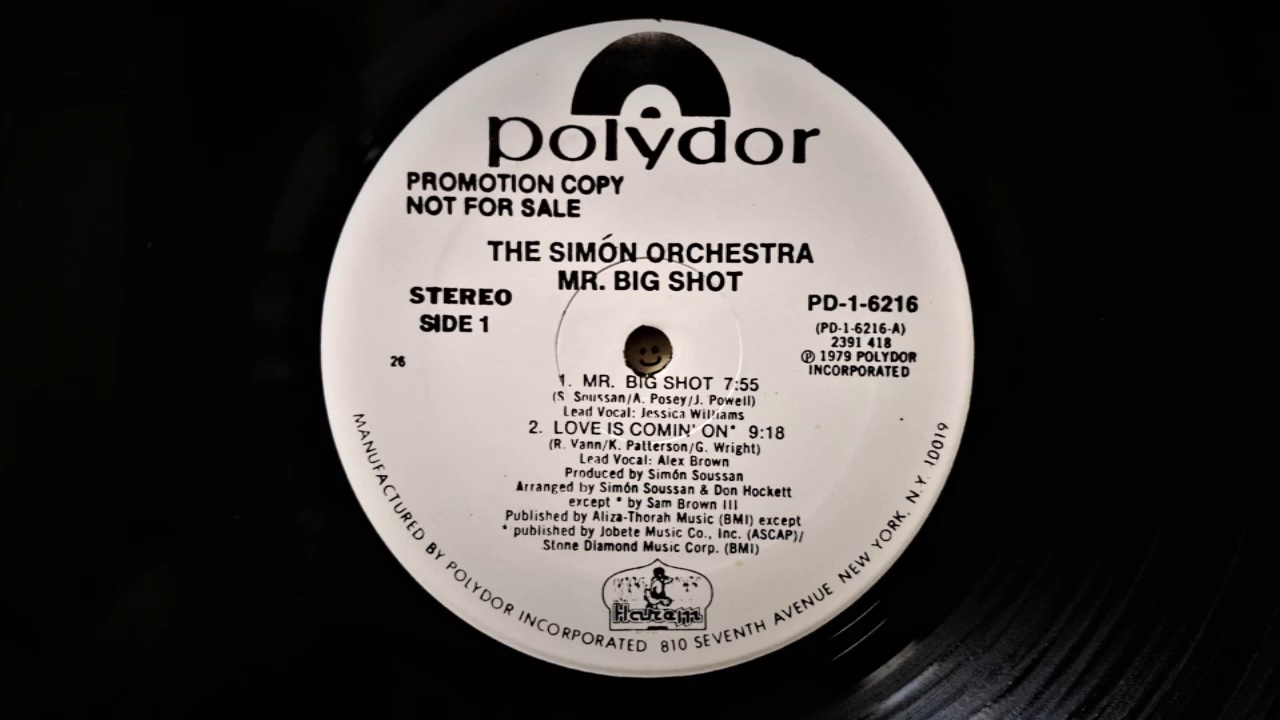 polydor
PROMOTION COPY
NOT FOR SALE
THE SIMÓN ORCHESTRA
MR. BIG SHOT
STEREO
SIDE 1
PD-1-6216
(PD-1-6216-A)
2391 418
℗ 1979 POLYDOR
INCORPORATED
26
1. MR. BIG SHOT 7:55
(S. Soussan/A. Posey/J. Powell)
Lead Vocal: Jessica Williams
2. LOVE IS COMIN' ON* 9:18
(R. Vann/K. Patterson/G. Wright)
Lead Vocal: Alex Brown
Produced by Simón Soussan
Arranged by Simón Soussan & Don Hockett
except * by Sam Brown III
Published by Aliza-Thorah Music (BMI) except
* published by Jobete Music Co., Inc. (ASCAP)/
Stone Diamond Music Corp. (BMI)
Harem
MANUFACTURED BY POLYDOR INCORPORATED 810 SEVENTH AVENUE NEW YORK, N.Y. 10019